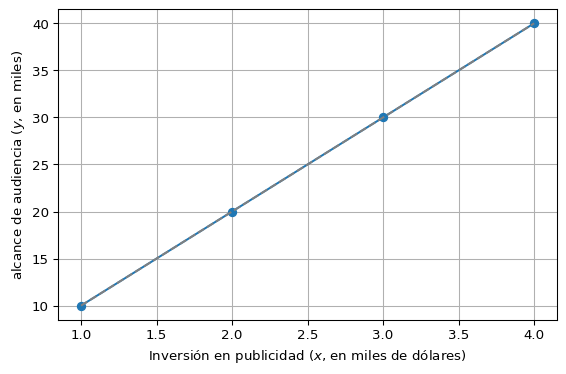 40
35
30
25
20
15
10
alcance de audiencia (y, en miles)
1.0 1.5 2.0 2.5 3.0 3.5 4.0
Inversión en publicidad (x, en miles de dólares)